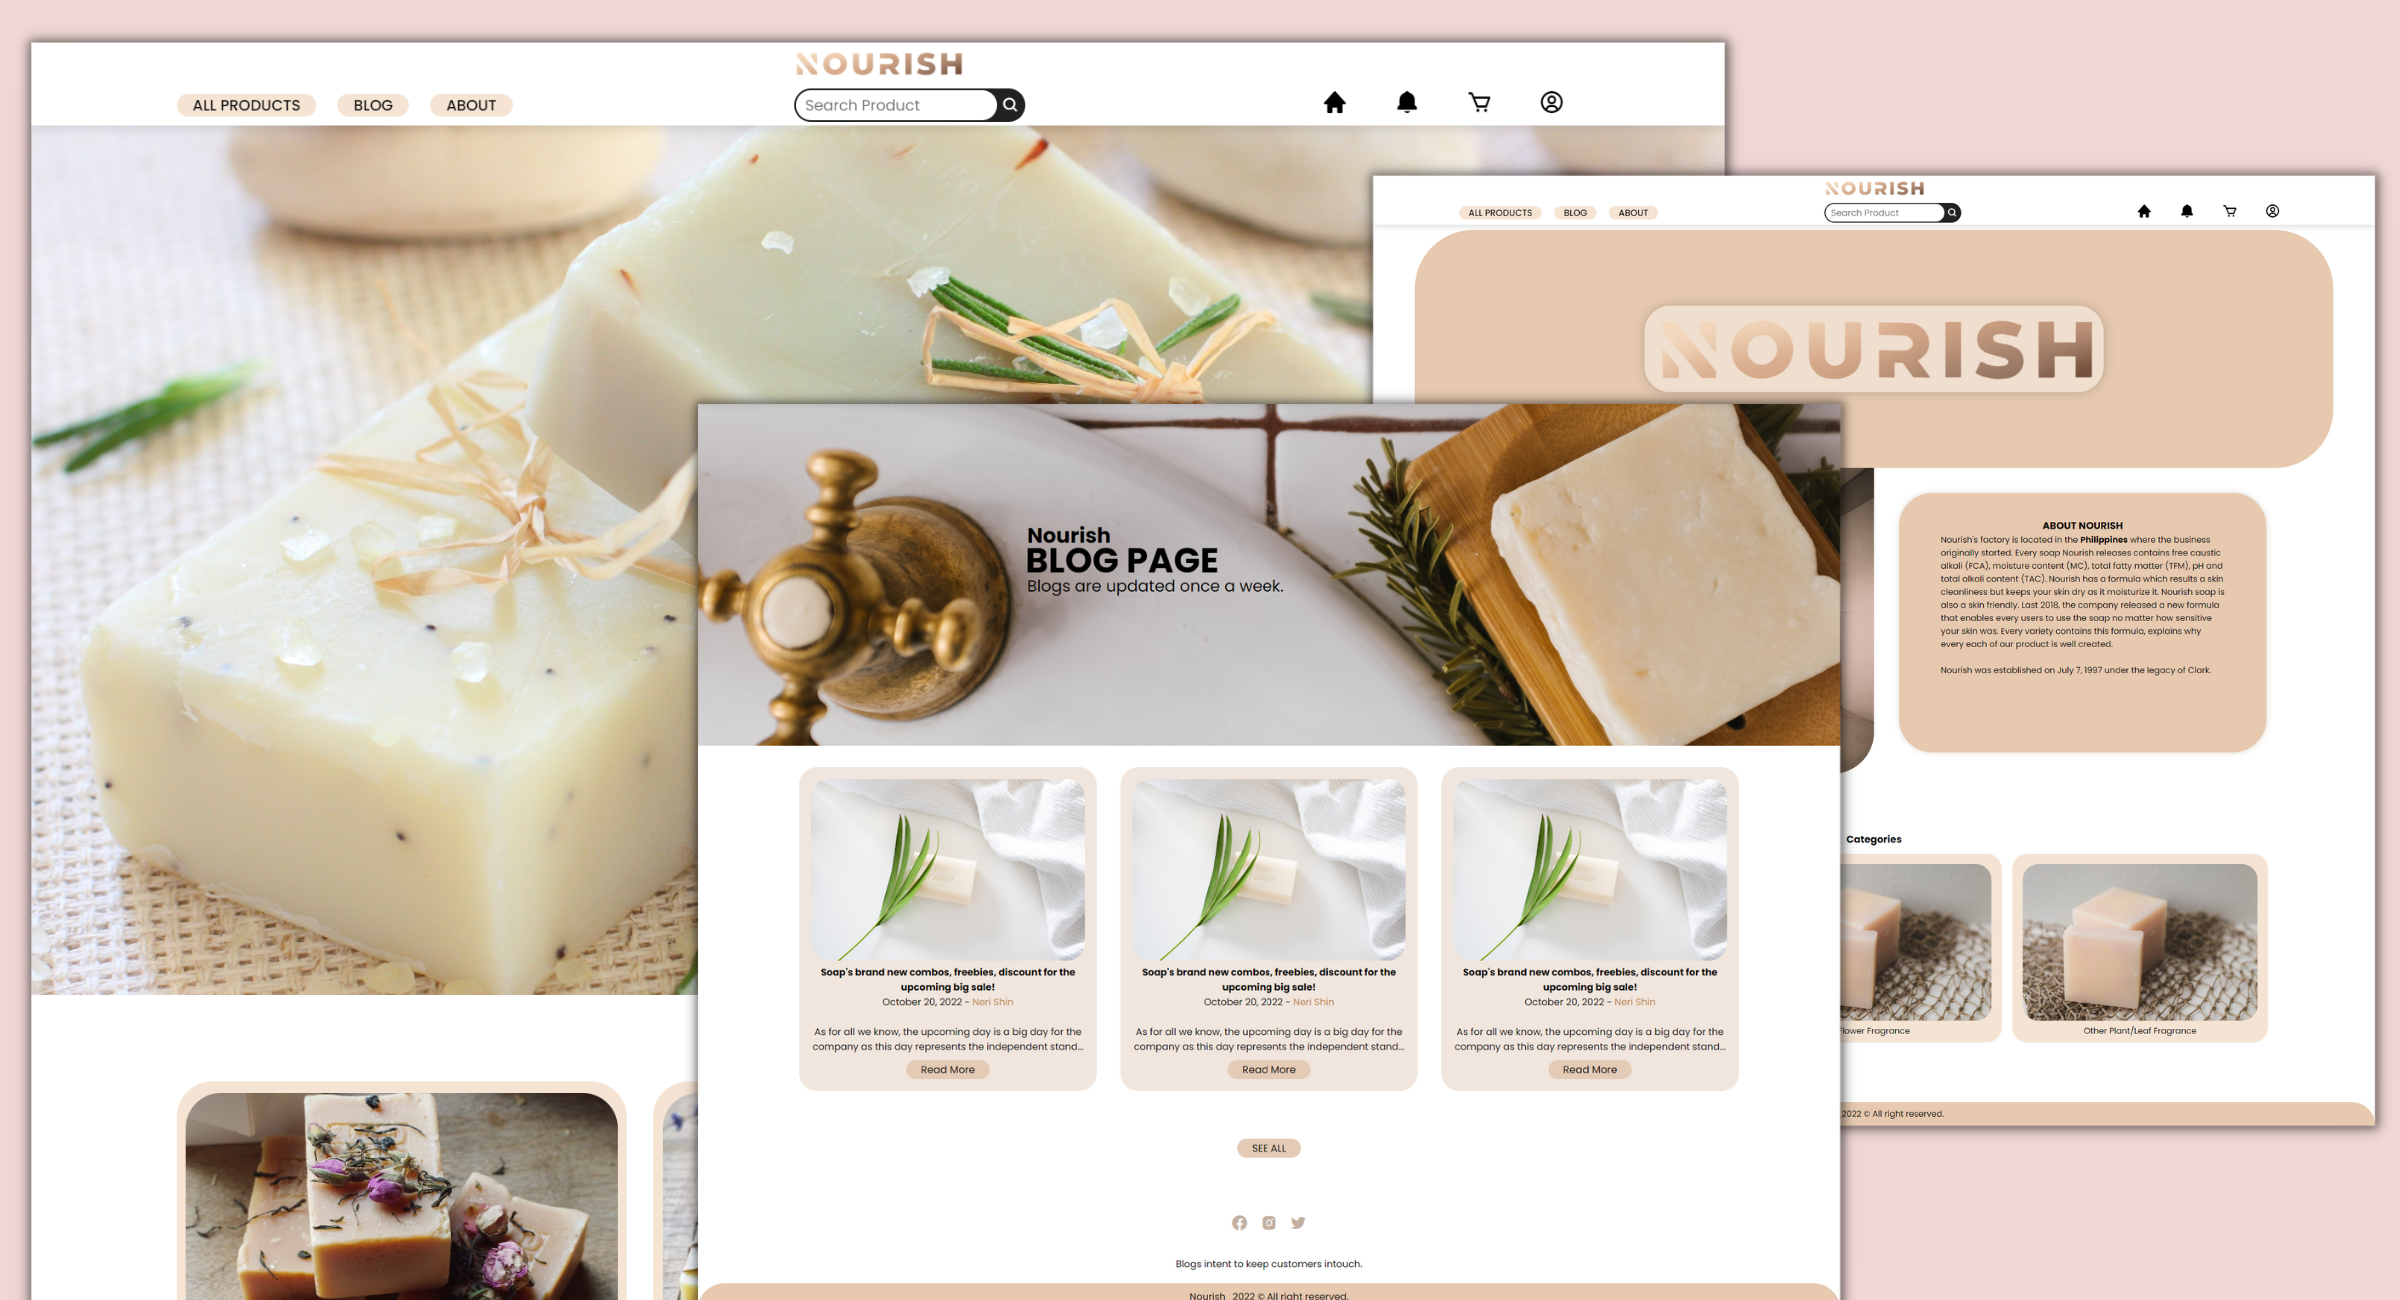 NOURISH
ALL PRODUCTS
BLOG
ABOUT
Search Product
NOURISH
ALL PRODUCTS
BLOG
ABOUT
Search Product
NOURISH
ABOUT NOURISH
Nourish's factory is located in the Philippines where the business
originally started. Every soap Nourish releases contains free caustic
alkali (FCA), moisture content (MC), total fatty matter (TFM), pH and
total alkali content (TAC). Nourish has a formula which results a skin
cleanliness but keeps your skin dry as it moisturize it. Nourish soap is
also a skin friendly. Last 2018, the company released a new formula
that enables every users to use the soap no matter how sensitive
your skin was. Every variety contains this formula, explains why
every each of our product is well created.
Nourish was established on July 7, 1997 under the legacy of Clark.
Categories
Flower Fragrance
Other Plant/Leaf Fragrance
2022 © All right reserved.
Nourish
BLOG PAGE
Blogs are updated once a week.
Soap's brand new combos, freebies, discount for the
upcoming big sale!
October 20, 2022 - Neri Shin
As for all we know, the upcoming day is a big day for the
company as this day represents the independent stand...
Read More
Soap's brand new combos, freebies, discount for the
upcoming big sale!
October 20, 2022 - Neri Shin
As for all we know, the upcoming day is a big day for the
company as this day represents the independent stand...
Read More
Soap's brand new combos, freebies, discount for the
upcoming big sale!
October 20, 2022 - Neri Shin
As for all we know, the upcoming day is a big day for the
company as this day represents the independent stand...
Read More
SEE ALL
Blogs intent to keep customers intouch.
Nourish 2022 © All right reserved.